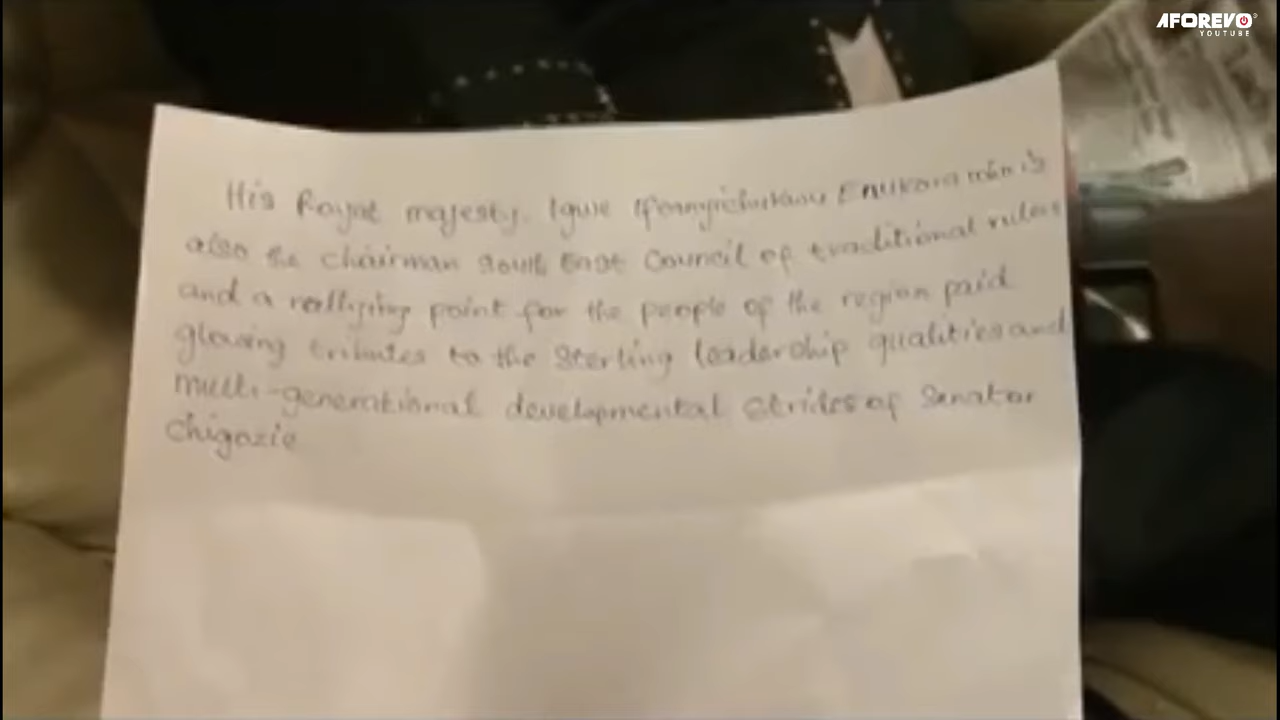 AFOREVO
YOUTUBE
His Royal majesty. Igwe Enukora who is
also the chairman South East Council of traditional rulers
and a rallying point for the people of the region paid
glowing tributes to the Sterling leadership qualities and
multi-generational developmental strides of Senator
Chigozie